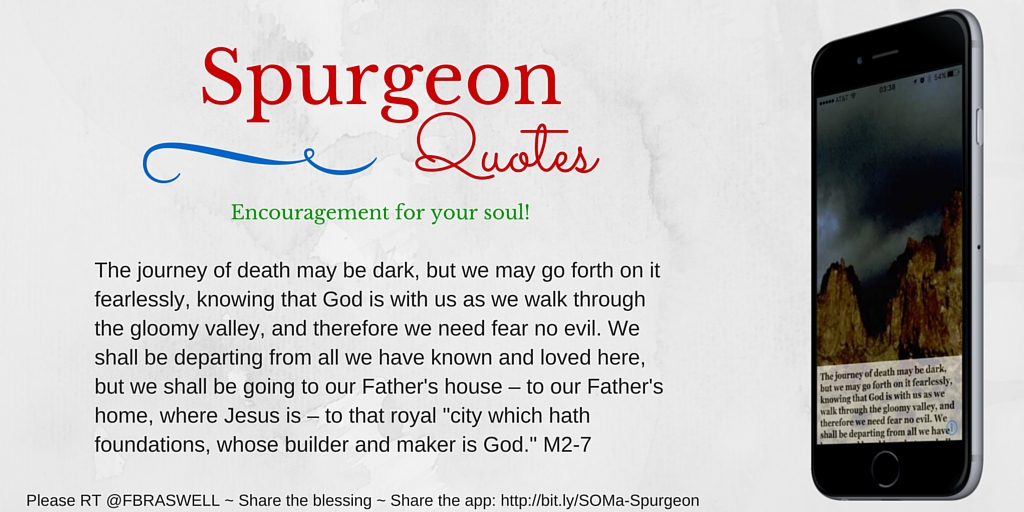 Spurgeon
Quotes
Encouragement for your soul!
The journey of death may be dark, but we may go forth on it
fearlessly, knowing that God is with us as we walk through
the gloomy valley, and therefore we need fear no evil. We
shall be departing from all we have known and loved here,
but we shall be going to our Father's house – to our Father's
home, where Jesus is – to that royal "city which hath
foundations, whose builder and maker is God." M2-7
Please RT @FBRASWELL ~ Share the blessing ~ Share the app: http://bit.ly/SOMa-Spurgeon
AT&T 03:38 54%
The journey of death may be dark,
but we may go forth on it fearlessly,
knowing that God is with us as we
walk through the gloomy valley, and
therefore we need fear no evil. We
shall be departing from all we have